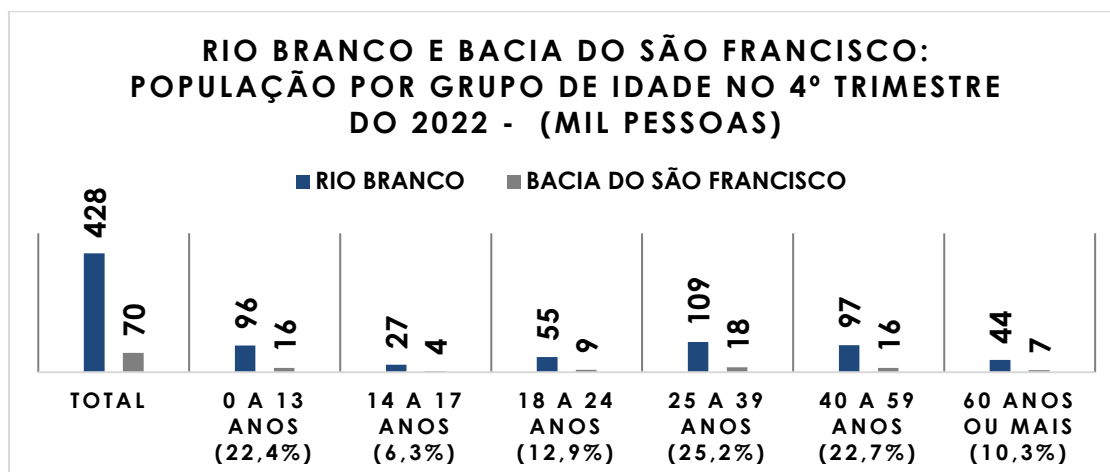 RIO BRANCO E BACIA DO SÃO FRANCISCO:
POPULAÇÃO POR GRUPO DE IDADE NO 4º TRIMESTRE
DO 2022 - (MIL PESSOAS)
RIO BRANCO BACIA DO SÃO FRANCISCO
428 70 96 16 27 4 55 9 109 18 97 16 44 7
TOTAL 0 A 13 14 A 17 18 A 24 25 A 39 40 A 59 60 ANOS
ANOS ANOS ANOS ANOS ANOS OU MAIS
(22,4%) (6,3%) (12,9%) (25,2%) (22,7%) (10,3%)